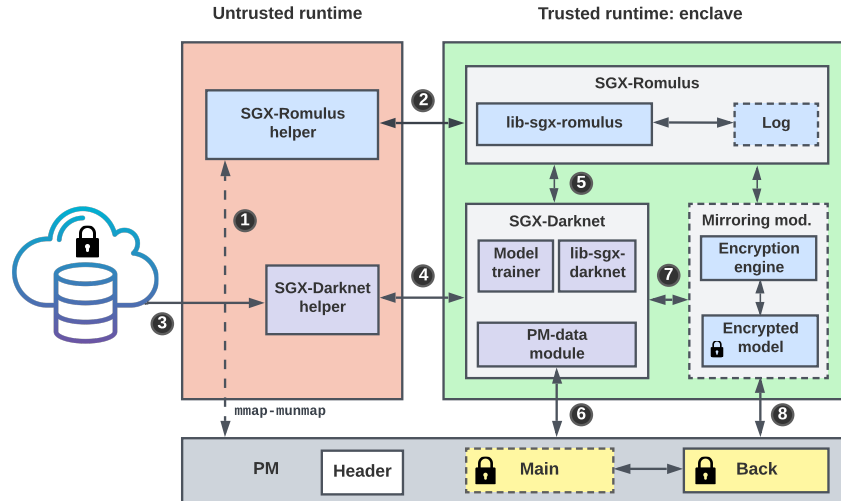 Untrusted runtime
Trusted runtime: enclave
SGX-Romulus
helper
2
SGX-Romulus
lib-sgx-romulus
Log
1
5
SGX-Darknet
Model
trainer
lib-sgx-
darknet
PM-data
module
Mirroring mod.
Encryption
engine
Encrypted
model
7
3
SGX-Darknet
helper
4
mmap-munmap
6
8
PM
Header
Main
Back